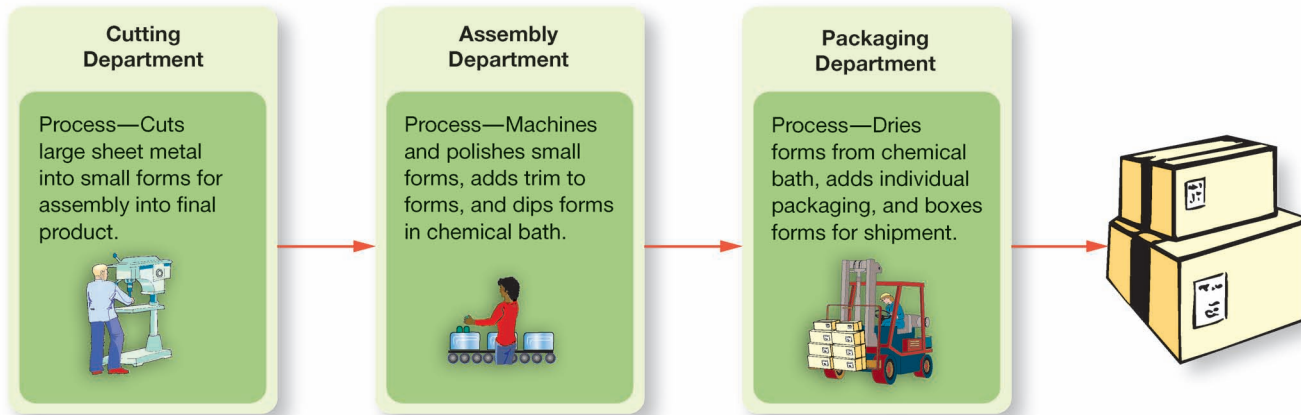 Cutting
Department
Process—Cuts
large sheet metal
into small forms for
assembly into final
product.
Assembly
Department
Process—Machines
and polishes small
forms, adds trim to
forms, and dips forms
in chemical bath.
Packaging
Department
Process—Dries
forms from chemical
bath, adds individual
packaging, and boxes
forms for shipment.